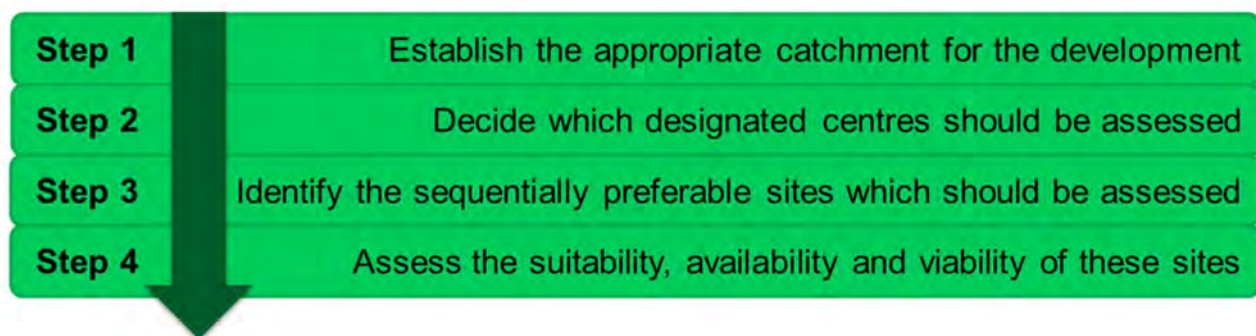 Step 1 Establish the appropriate catchment for the development
Step 2 Decide which designated centres should be assessed
Step 3 Identify the sequentially preferable sites which should be assessed
Step 4 Assess the suitability, availability and viability of these sites